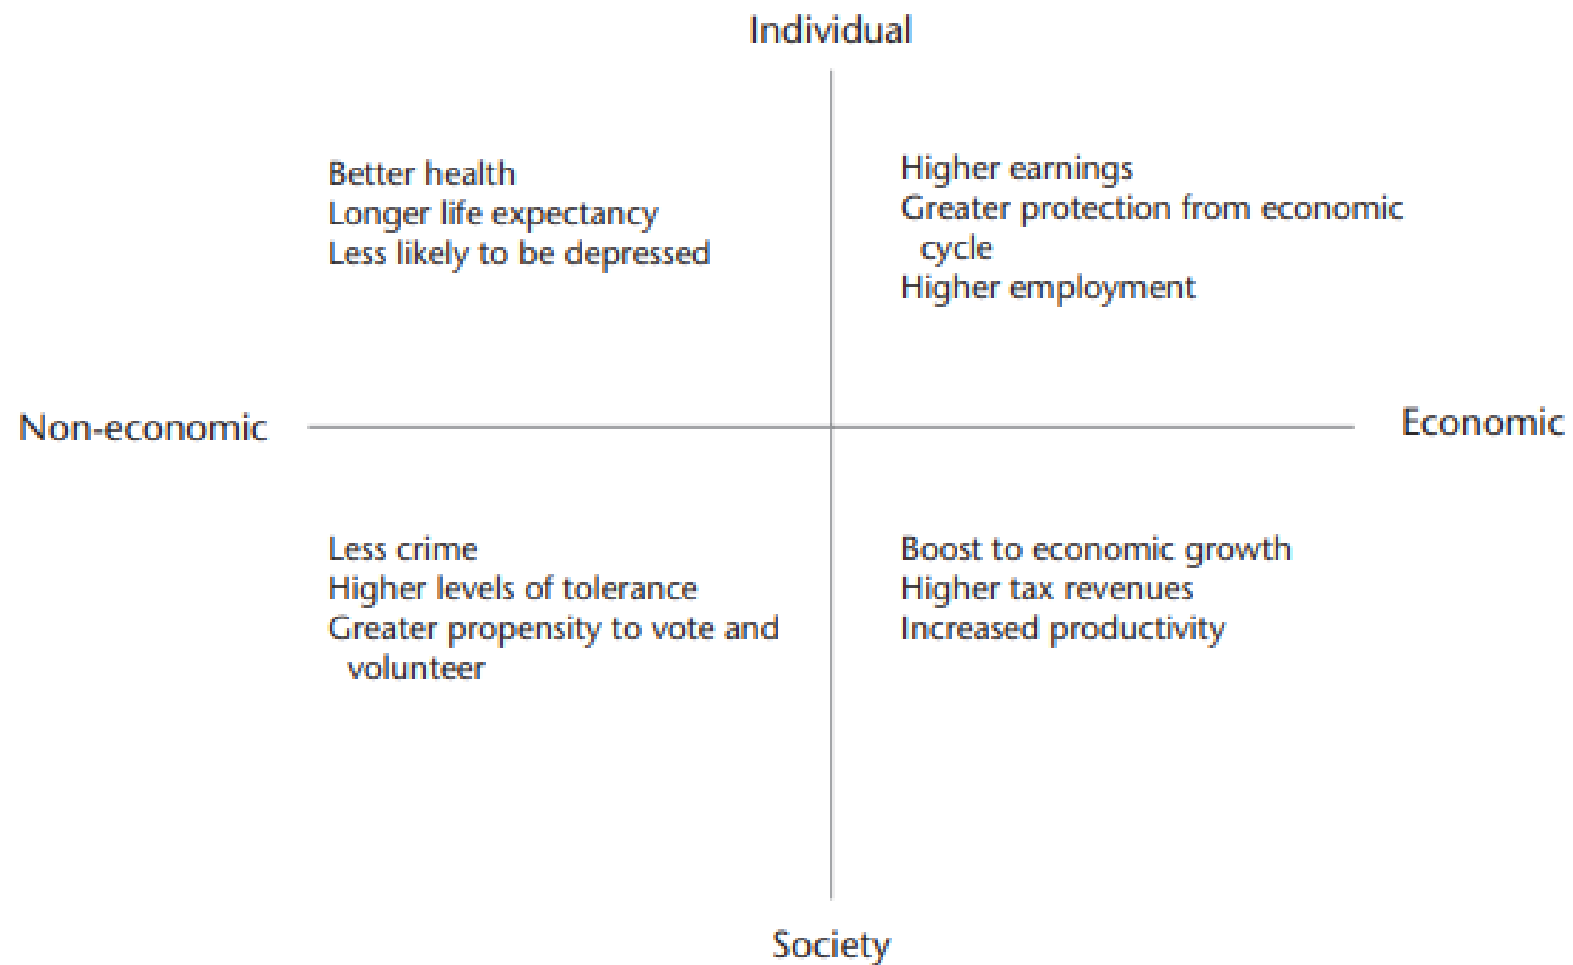 Individual
Better health
Longer life expectancy
Less likely to be depressed
Higher earnings
Greater protection from economic
cycle
Higher employment
Non-economic
Economic
Less crime
Higher levels of tolerance
Greater propensity to vote and
volunteer
Boost to economic growth
Higher tax revenues
Increased productivity
Society